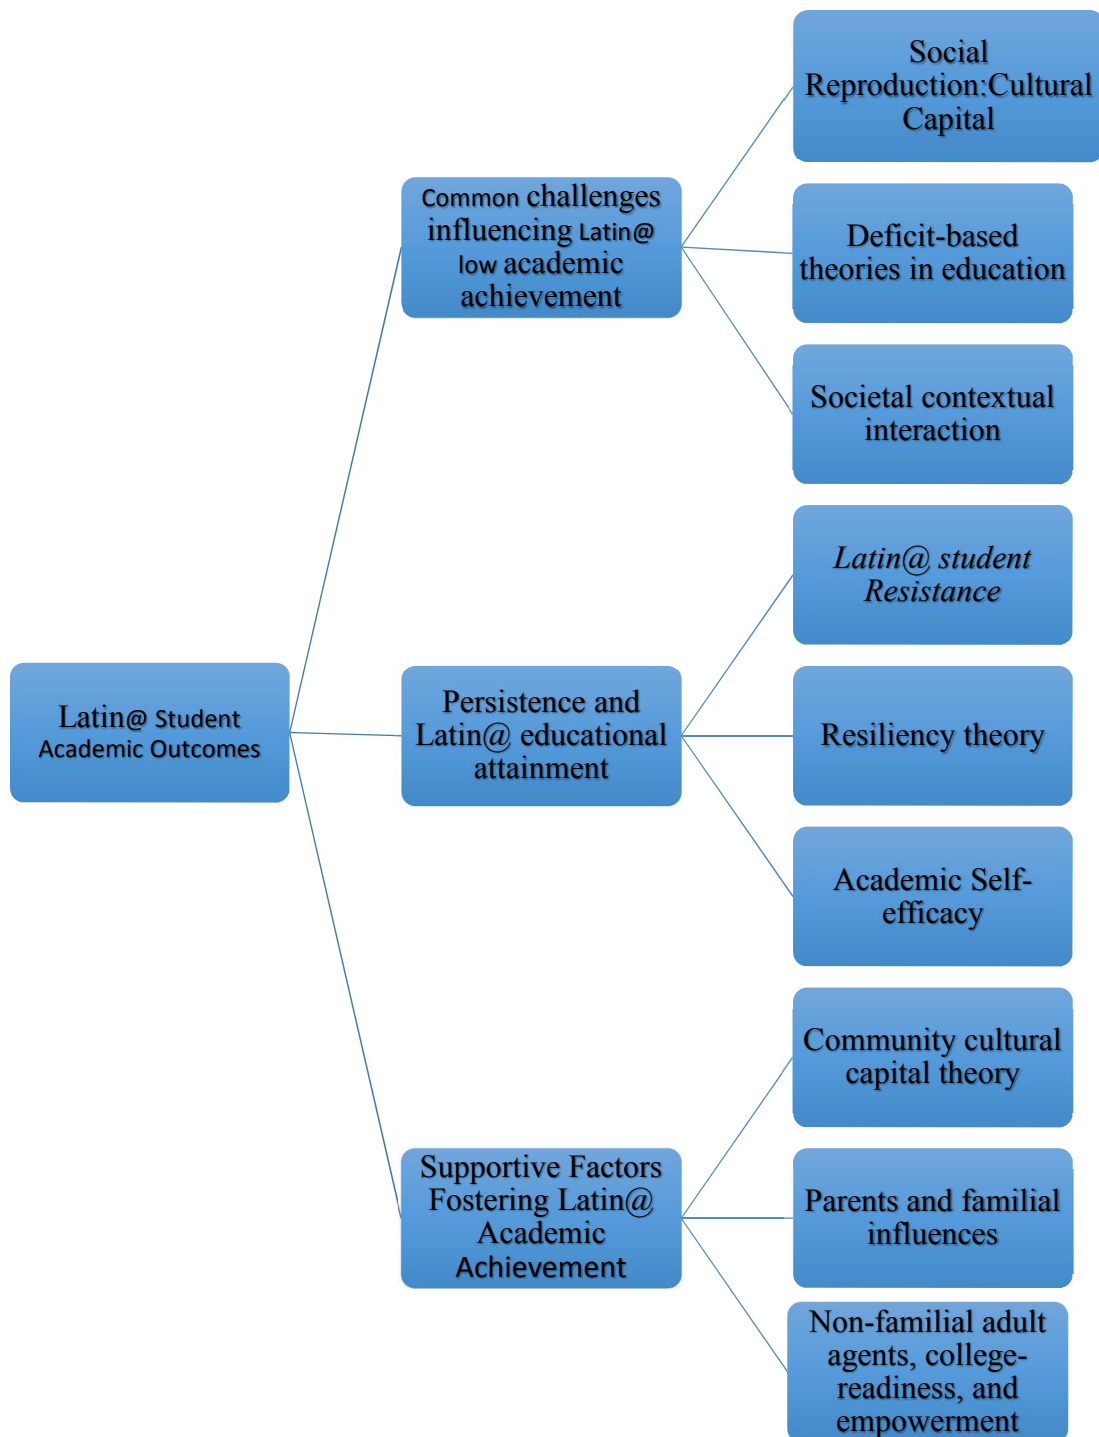 Latin@ Student
Academic Outcomes
Common challenges
influencing Latin@
low academic
achievement
Social
Reproduction:Cultural
Capital
Deficit-based
theories in education
Societal contextual
interaction
Persistence and
Latin@ educational
attainment
Latin@ student
Resistance
Resiliency theory
Academic Self-
efficacy
Supportive Factors
Fostering Latin@
Academic
Achievement
Community cultural
capital theory
Parents and familial
influences
Non-familial adult
agents, college-
readiness, and
empowerment